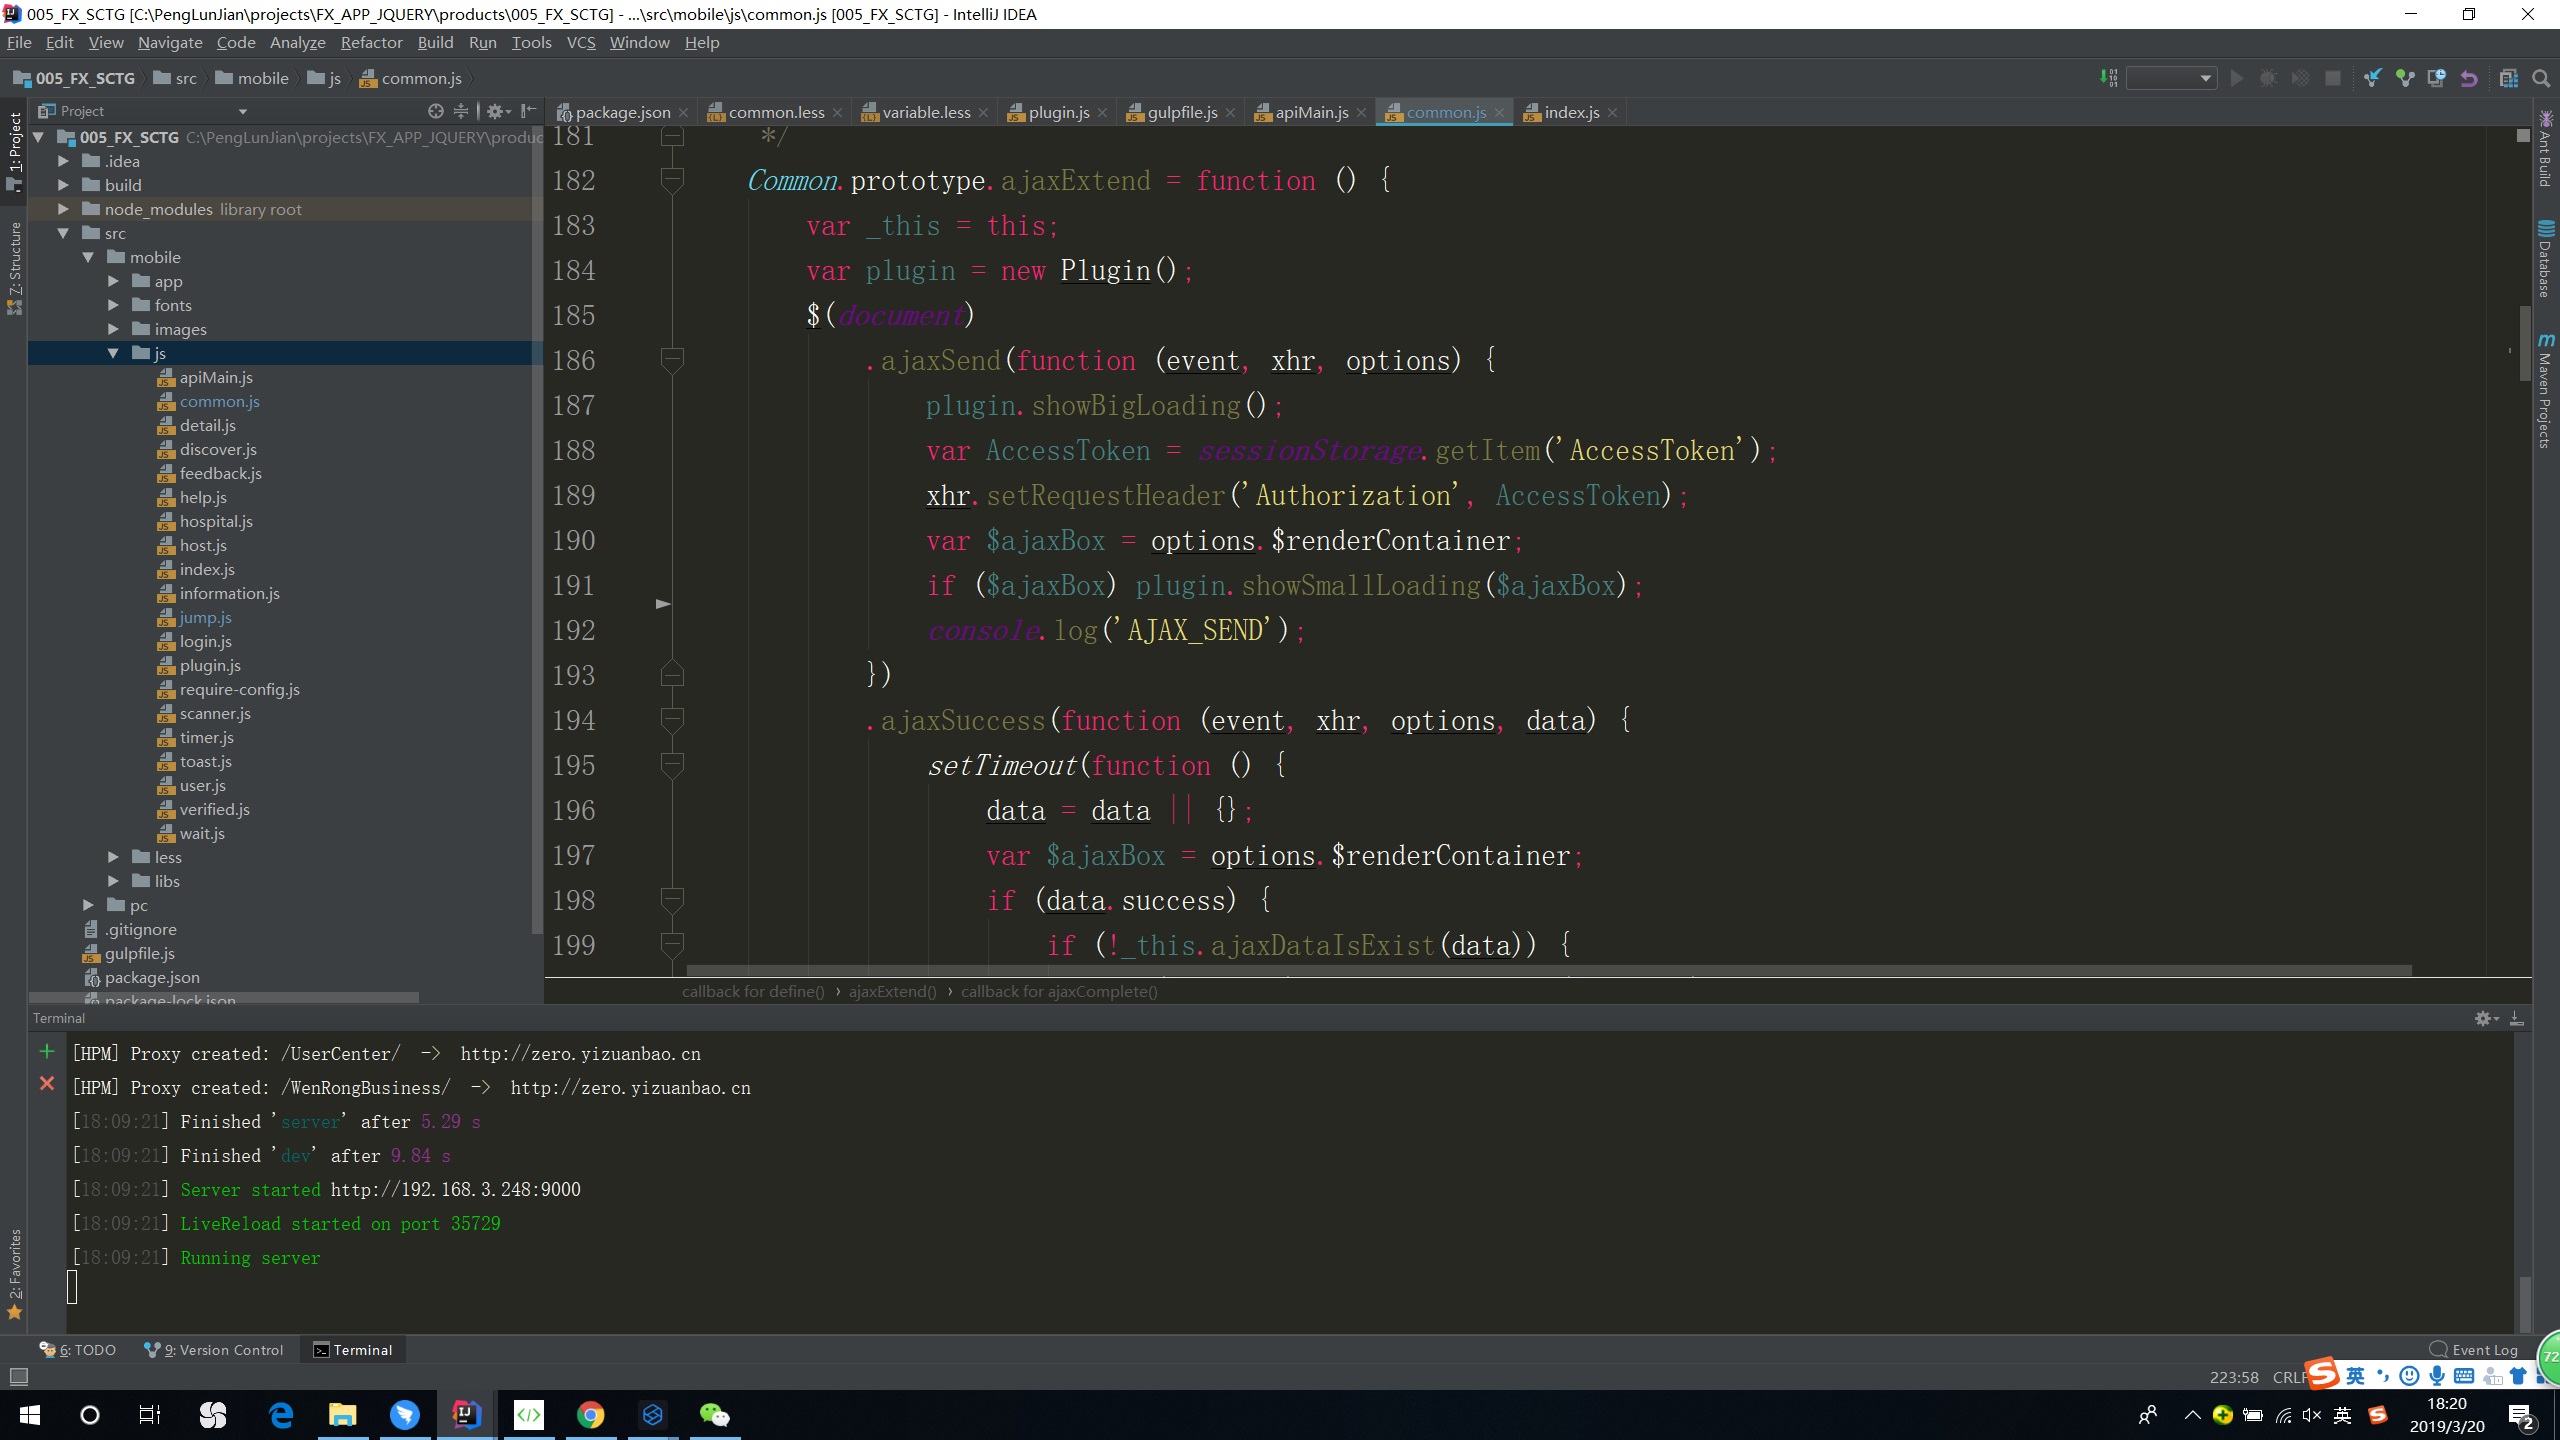 005_FX_SCTG [C:\PengLunJian\projects\FX_APP_JQUERY\products\005_FX_SCTG] - ...\src\mobile\js\common.js [005_FX_SCTG] - IntelliJ IDEA
File Edit View Navigate Code Analyze Refactor Build Run Tools VCS Window Help
005_FX_SCTG src mobile js common.js
Project
package.json common.less variable.less plugin.js gulpfile.js apiMain.js common.js index.js
1: Project
7: Structure
2: Favorites
005_FX_SCTG C:\PengLunJian\projects\FX_APP_JQUERY\produc
.idea
build
node_modules library root
src
mobile
app
fonts
images
js
apiMain.js
common.js
detail.js
discover.js
feedback.js
help.js
hospital.js
host.js
index.js
information.js
jump.js
login.js
plugin.js
require-config.js
scanner.js
timer.js
toast.js
user.js
verified.js
wait.js
less
libs
pc
.gitignore
gulpfile.js
package.json
package-lock.json
181 */
182 Common.prototype.ajaxExtend = function () {
183 var _this = this;
184 var plugin = new Plugin();
185 $(document)
186 .ajaxSend(function (event, xhr, options) {
187 plugin.showBigLoading();
188 var AccessToken = sessionStorage.getItem('AccessToken');
189 xhr.setRequestHeader('Authorization', AccessToken);
190 var $ajaxBox = options.$renderContainer;
191 if ($ajaxBox) plugin.showSmallLoading($ajaxBox);
192 console.log('AJAX_SEND');
193 })
194 .ajaxSuccess(function (event, xhr, options, data) {
195 setTimeout(function () {
196 data = data || {};
197 var $ajaxBox = options.$renderContainer;
198 if (data.success) {
199 if (!_this.ajaxDataIsExist(data)) {
callback for define() › ajaxExtend() › callback for ajaxComplete()
Ant Build
Database
Maven Projects
Terminal
[HPM] Proxy created: /UserCenter/ -> http://zero.yizuanbao.cn
[HPM] Proxy created: /WenRongBusiness/ -> http://zero.yizuanbao.cn
[18:09:21] Finished 'server' after 5.29 s
[18:09:21] Finished 'dev' after 9.84 s
[18:09:21] Server started http://192.168.3.248:9000
[18:09:21] LiveReload started on port 35729
[18:09:21] Running server
6: TODO 9: Version Control Terminal Event Log
72
223:58 CRLF 英
英 18:20
2019/3/20 2